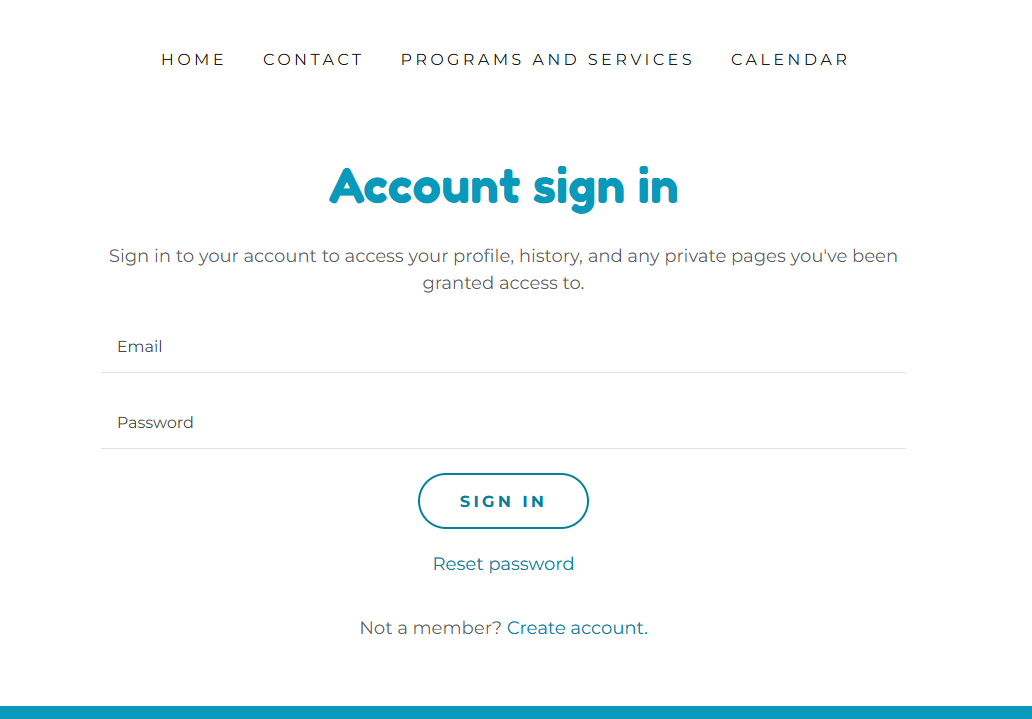 HOME CONTACT PROGRAMS AND SERVICES CALENDAR
Account sign in
Sign in to your account to access your profile, history, and any private pages you've been
granted access to.
Email
Password
SIGN IN
Reset password
Not a member? Create account.